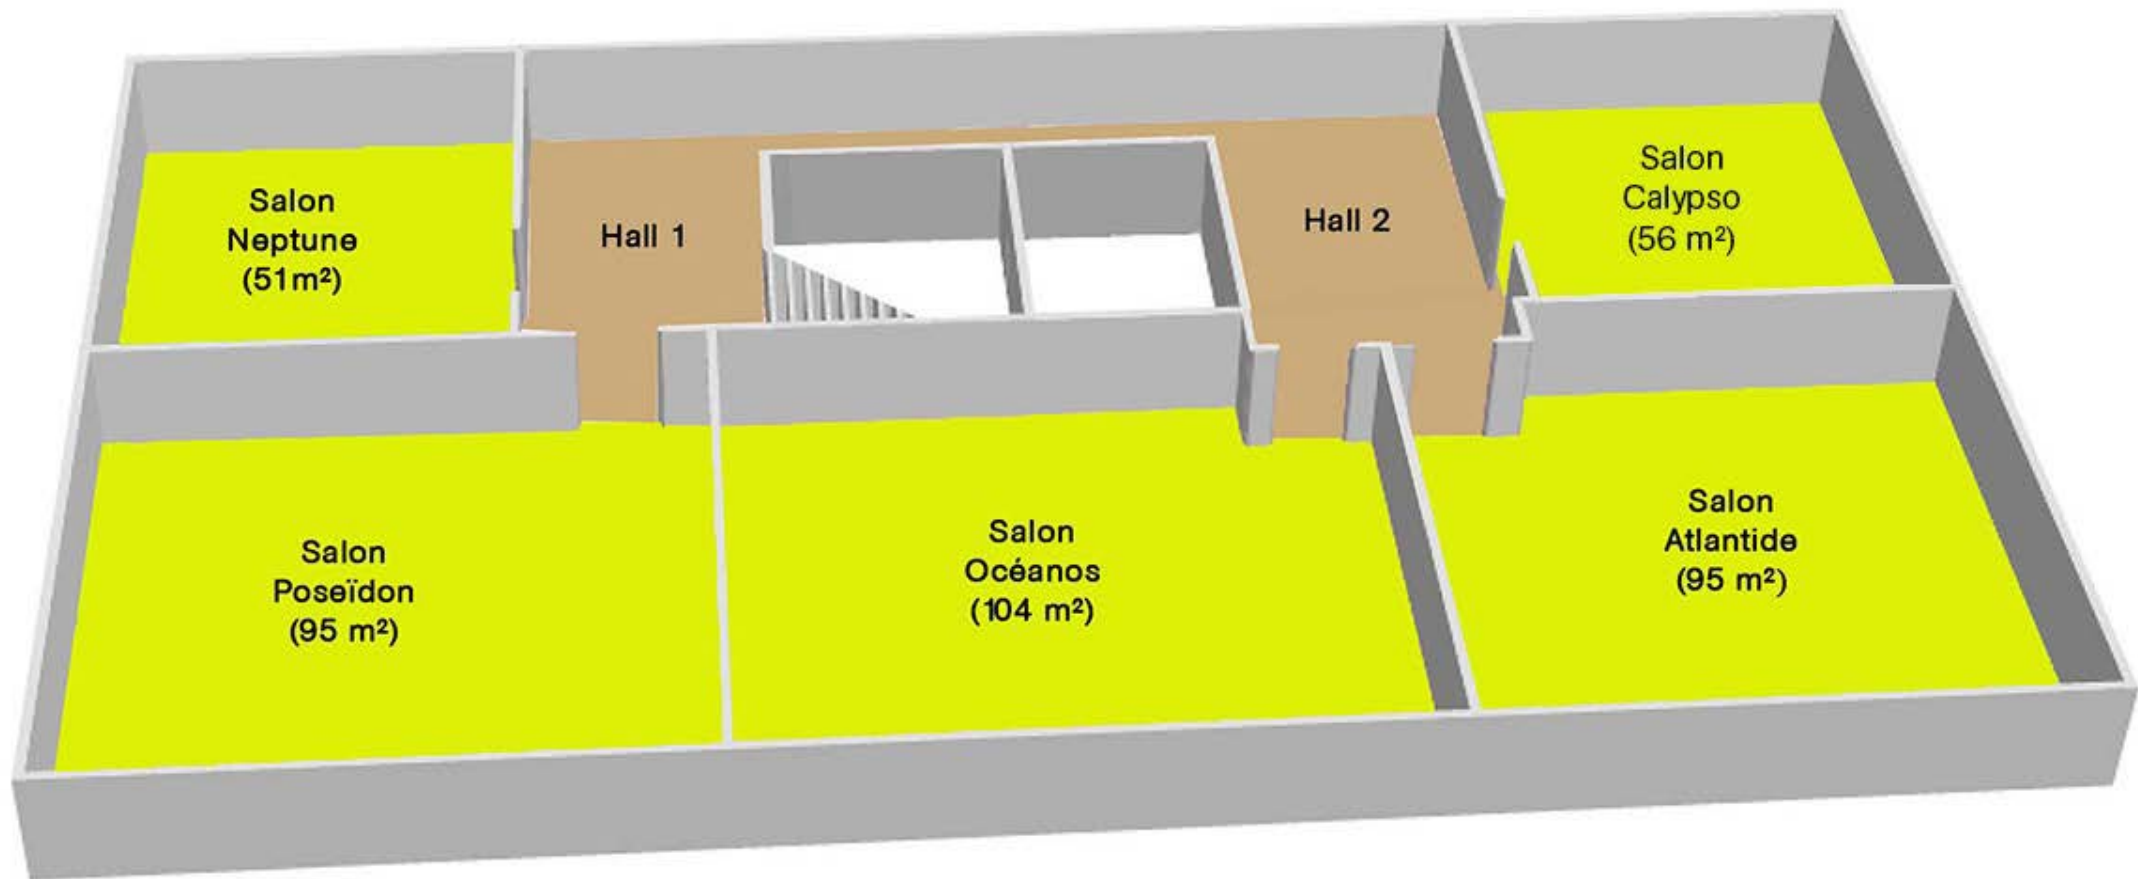 Salon
Neptune
(51m²)
Hall 1
Hall 2
Salon
Calypso
(56 m²)
Salon
Poseïdon
(95 m²)
Salon
Océanos
(104 m²)
Salon
Atlantide
(95 m²)